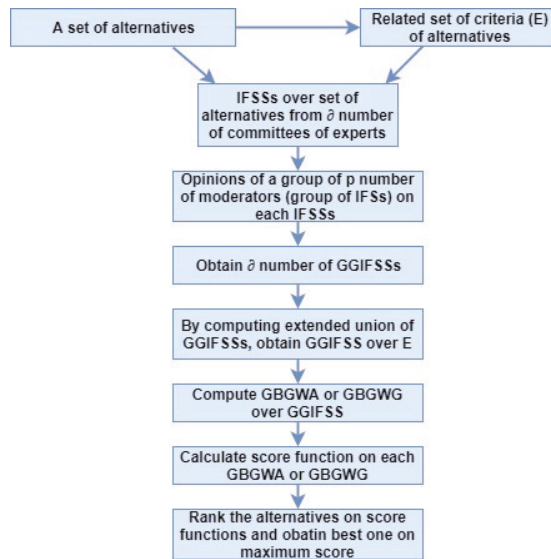 A set of alternatives
Related set of criteria (E)
of alternatives
IFSSs over set of
alternatives from ∂ number
of committees of experts
Opinions of a group of p number
of moderators (group of IFSs) on
each IFSSs
Obtain ∂ number of GGIFSSs
By computing extended union of
GGIFSSs, obtain GGIFSS over E
Compute GBGWA or GBGWG
over GGIFSS
Calculate score function on each
GBGWA or GBGWG
Rank the alternatives on score
functions and obatin best one on
maximum score